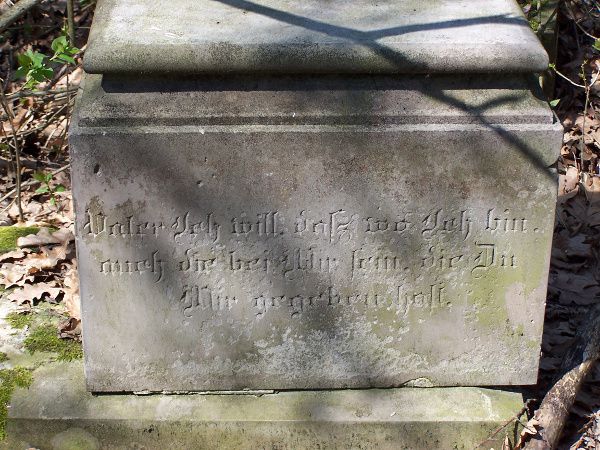 Vater Ich will, daß wo Ich bin,
auch die bei Mir sein, die Du
Mir gegeben hast.